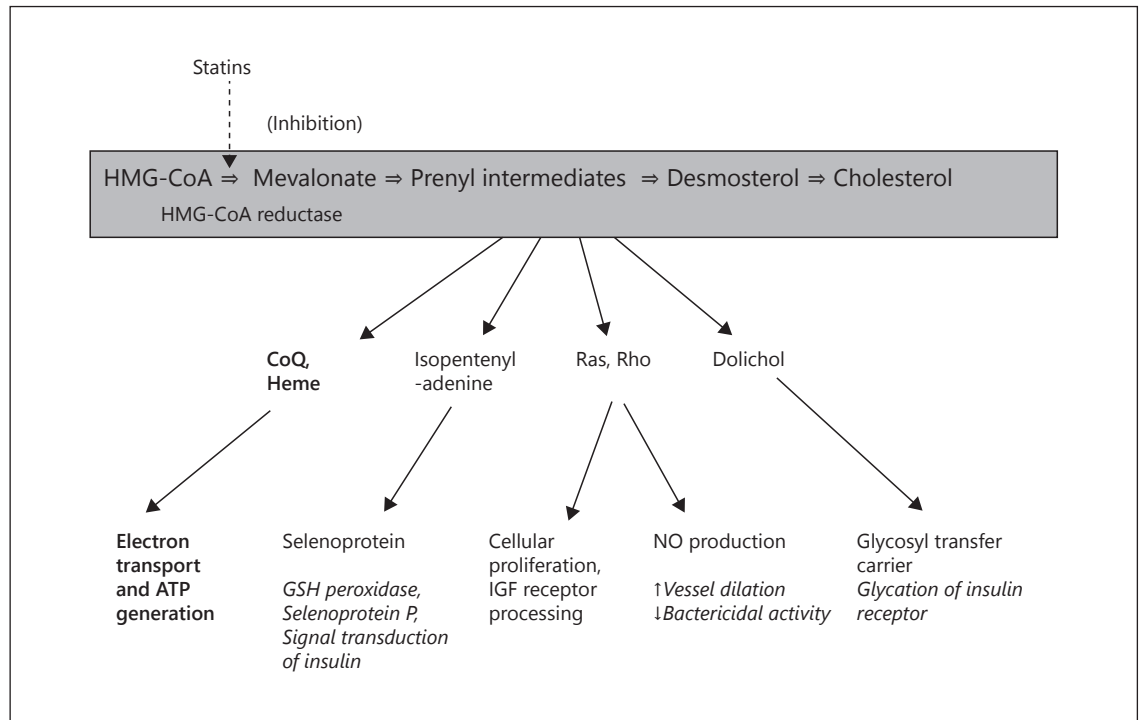 Statins
(Inhibition)
HMG-CoA ⇒ Mevalonate ⇒ Prenyl intermediates ⇒ Desmosterol ⇒ Cholesterol
HMG-CoA reductase
CoQ,
Heme
Isopentenyl
-adenine
Ras, Rho
Dolichol
Electron
transport
and ATP
generation
Selenoprotein
GSH peroxidase,
Selenoprotein P,
Signal transduction
of insulin
Cellular
proliferation,
IGF receptor
processing
NO production
↑Vessel dilation
↓Bactericidal activity
Glycosyl transfer
carrier
Glycation of insulin
receptor